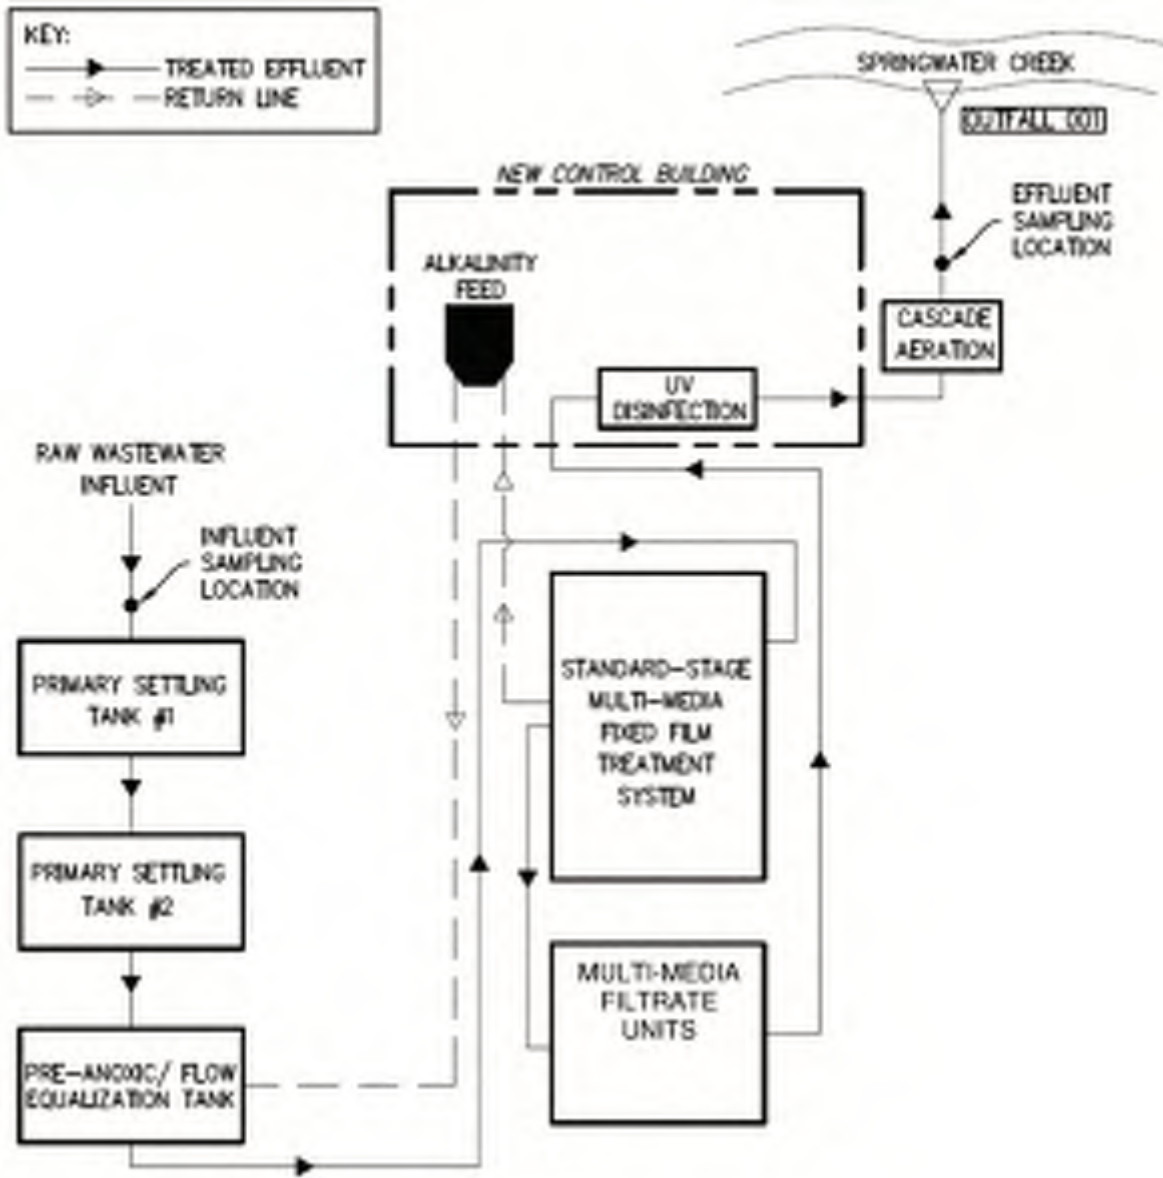 KEY:
TREATED EFFLUENT
RETURN LINE
SPRINGWATER CREEK
OUTFALL 001
NEW CONTROL BUILDING
EFFLUENT
SAMPLING
LOCATION
ALKALINITY
FEED
CASCADE
AERATION
UV
DISINFECTION
RAW WASTEWATER
INFLUENT
INFLUENT
SAMPLING
LOCATION
PRIMARY SETTLING
TANK #1
STANDARD-STAGE
MULTI-MEDIA
FIXED FILM
TREATMENT
SYSTEM
PRIMARY SETTLING
TANK #2
MULTI-MEDIA
FILTRATE
UNITS
PRE-ANOXIC/ FLOW
EQUALIZATION TANK